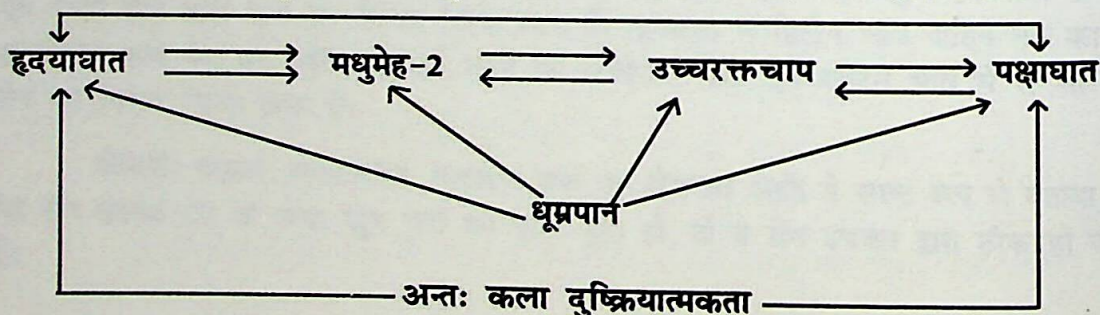 हृदयाघात मधुमेह-2 उच्चरक्तचाप पक्षाघात
धूम्रपान
अन्तः कला दुष्क्रियात्मकता